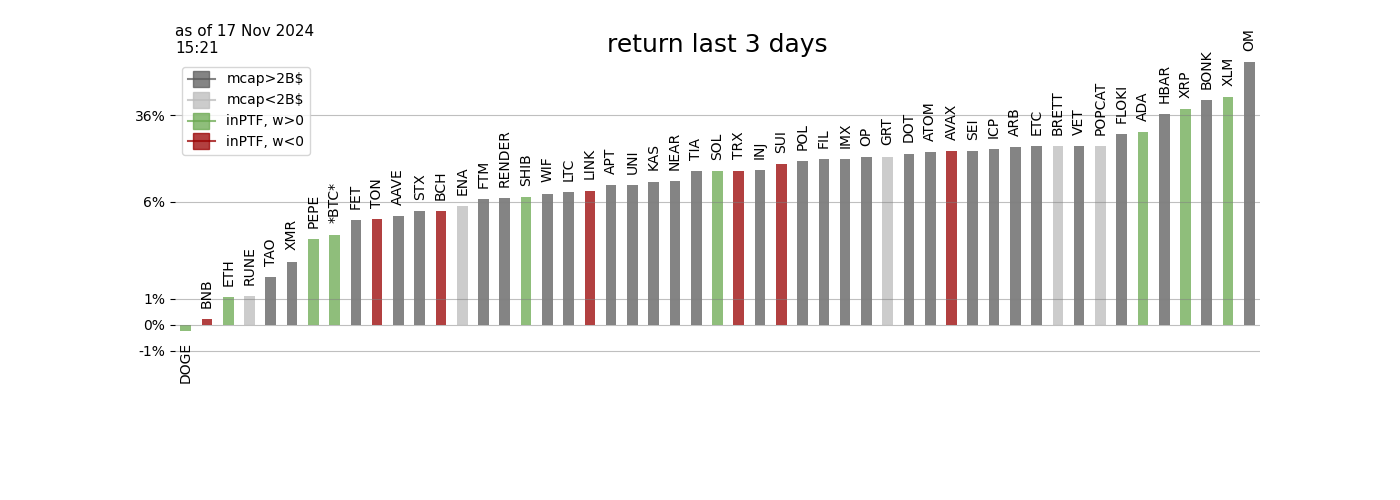 as of 17 Nov 2024
15:21
return last 3 days
mcap>2B$
mcap<2B$
inPTF, w>0
inPTF, w<0
36%
6%
1%
0%
-1%
DOGE
BNB
ETH
RUNE
TAO
XMR
PEPE
*BTC*
FET
TON
AAVE
STX
BCH
ENA
FTM
RENDER
SHIB
WIF
LTC
LINK
APT
UNI
KAS
NEAR
TIA
SOL
TRX
INJ
SUI
POL
FIL
IMX
OP
GRT
DOT
ATOM
AVAX
SEI
ICP
ARB
ETC
BRETT
VET
POPCAT
FLOKI
ADA
HBAR
XRP
BONK
XLM
OM